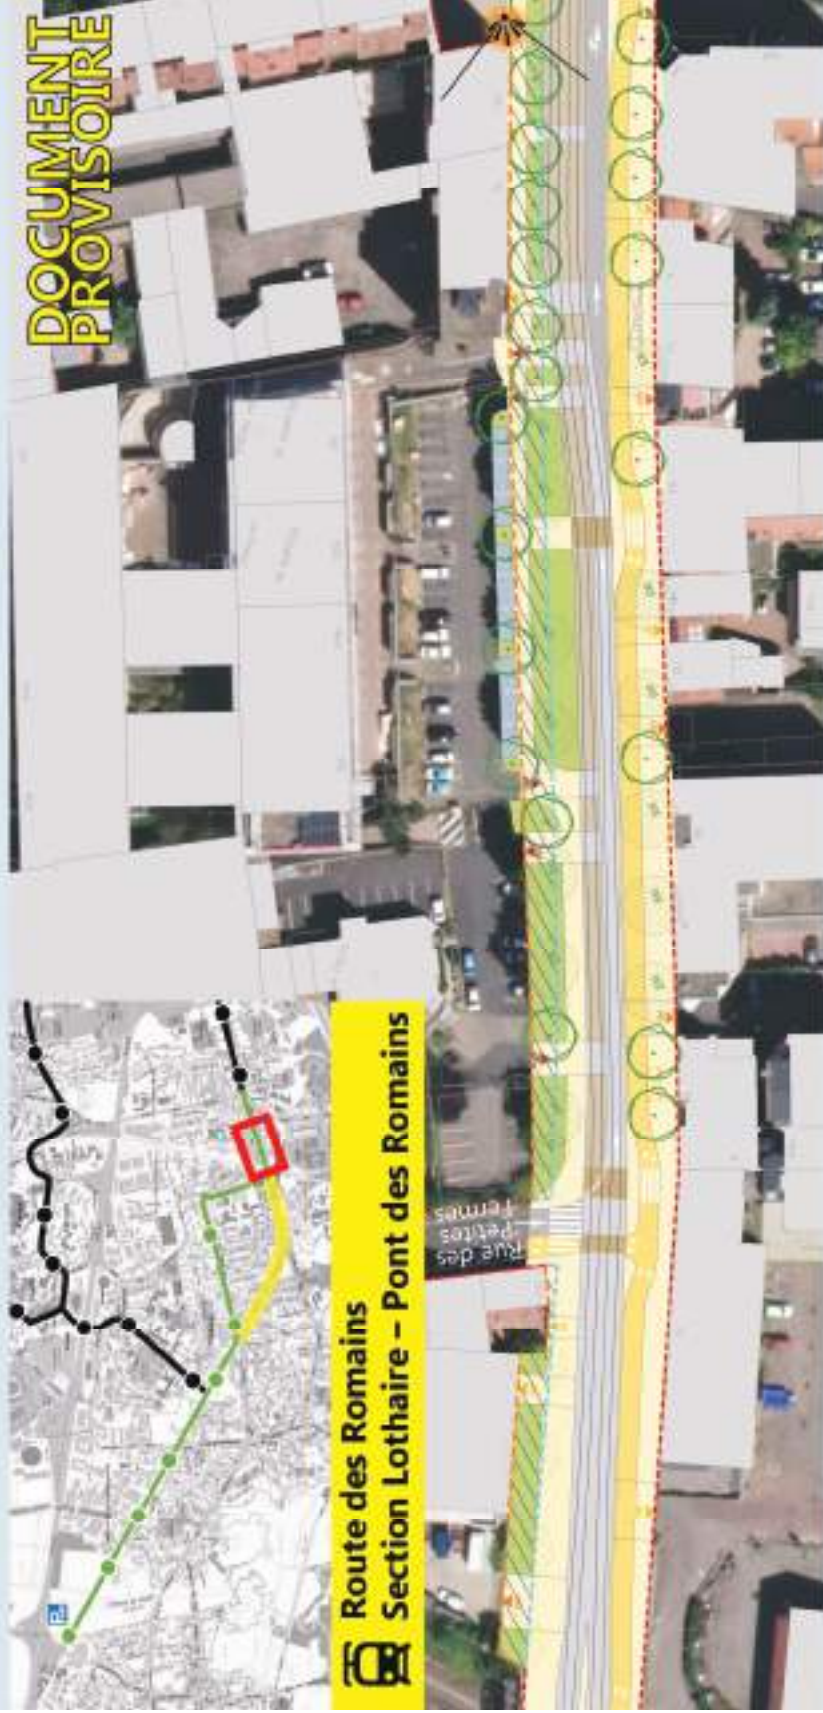 DOCUMENT
PROVISOIRE
Route des Romains
Section Lothaire – Pont des Romains
Rue des
Petites
Fermes